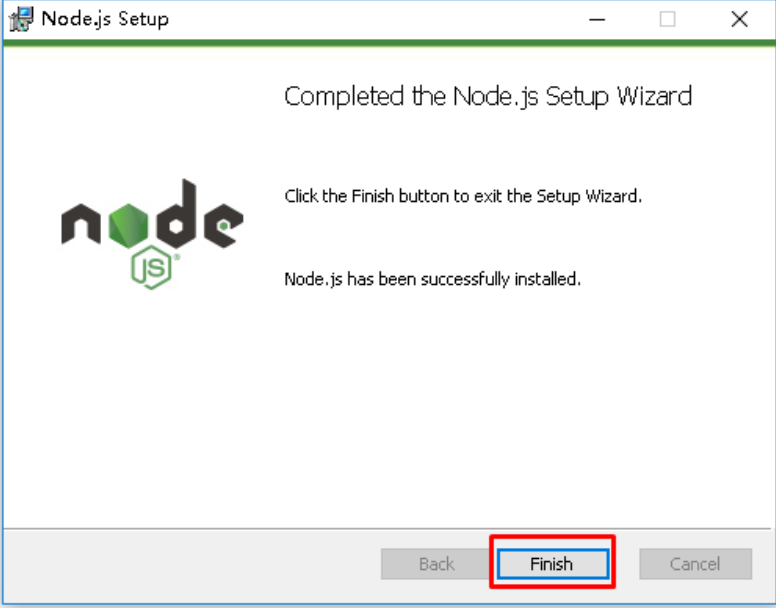 Node.js Setup
Completed the Node.js Setup Wizard
Click the Finish button to exit the Setup Wizard.
node
JS
Node.js has been successfully installed.
Back
Finish
Cancel